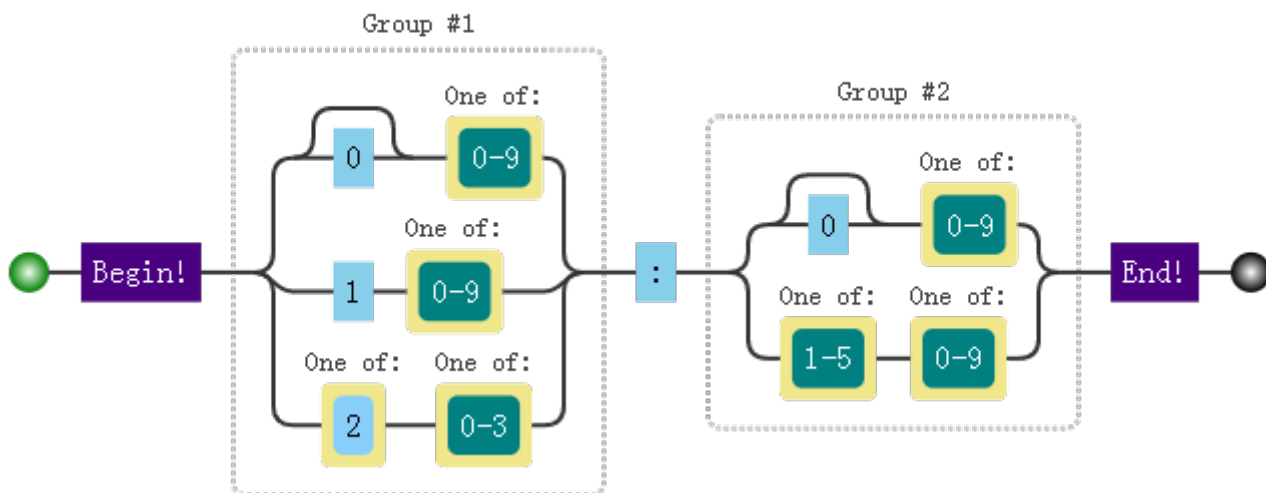 Group #1
One of:
0 0-9
One of:
1 0-9
One of: One of:
2 0-3
Begin!
:
Group #2
One of:
0 0-9
One of: One of:
1-5 0-9
End!